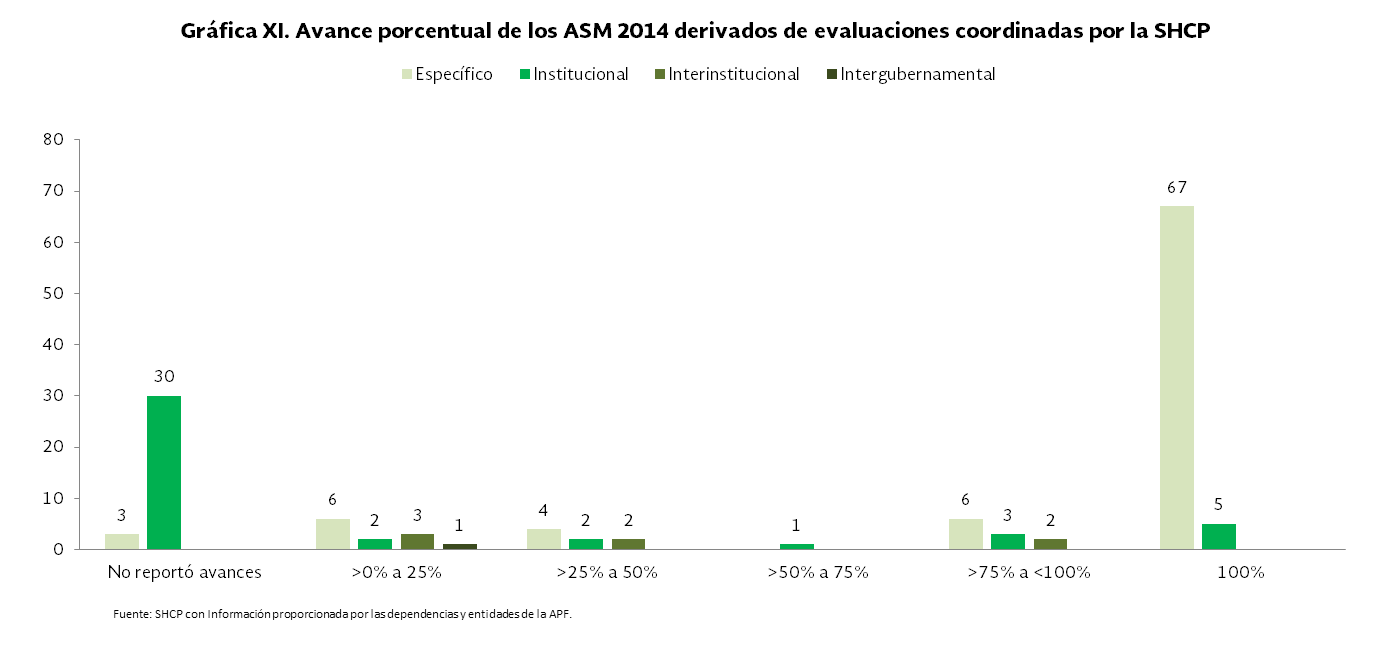 Gráfica XI. Avance porcentual de los ASM 2014 derivados de evaluaciones coordinadas por la SHCP
Específico Institucional Interinstitucional Intergubernamental
80
70
60
50
40
30
20
10
0
3 30
6 2 3 1
4 2 2
1
6 3 2
67 5
No reportó avances >0% a 25% >25% a 50% >50% a 75% >75% a <100% 100%
Fuente: SHCP con Información proporcionada por las dependencias y entidades de la APF.